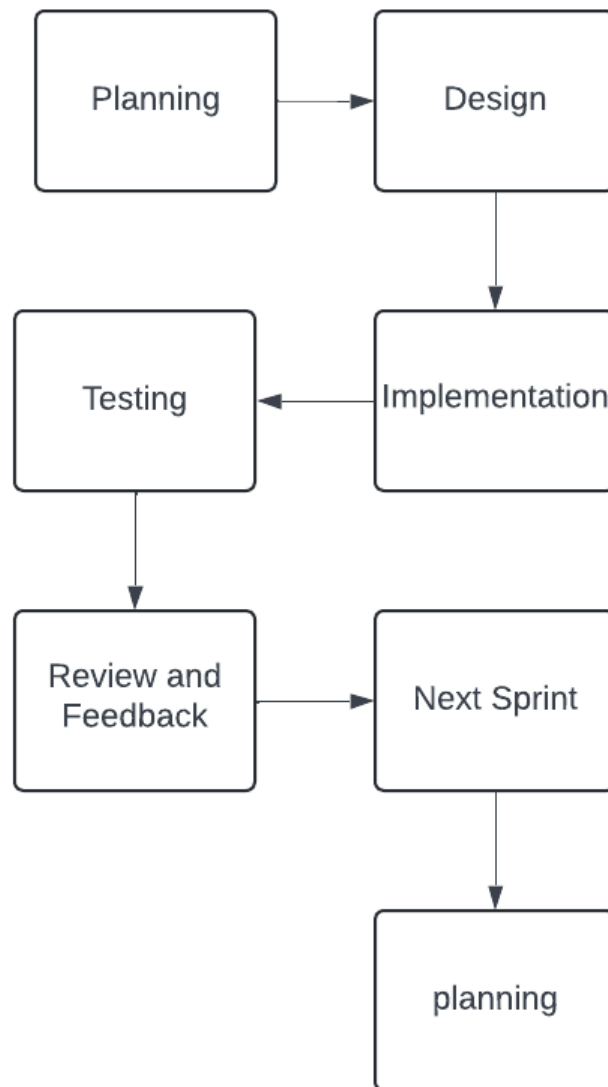 Planning
Design
Implementation
Testing
Review and
Feedback
Next Sprint
planning